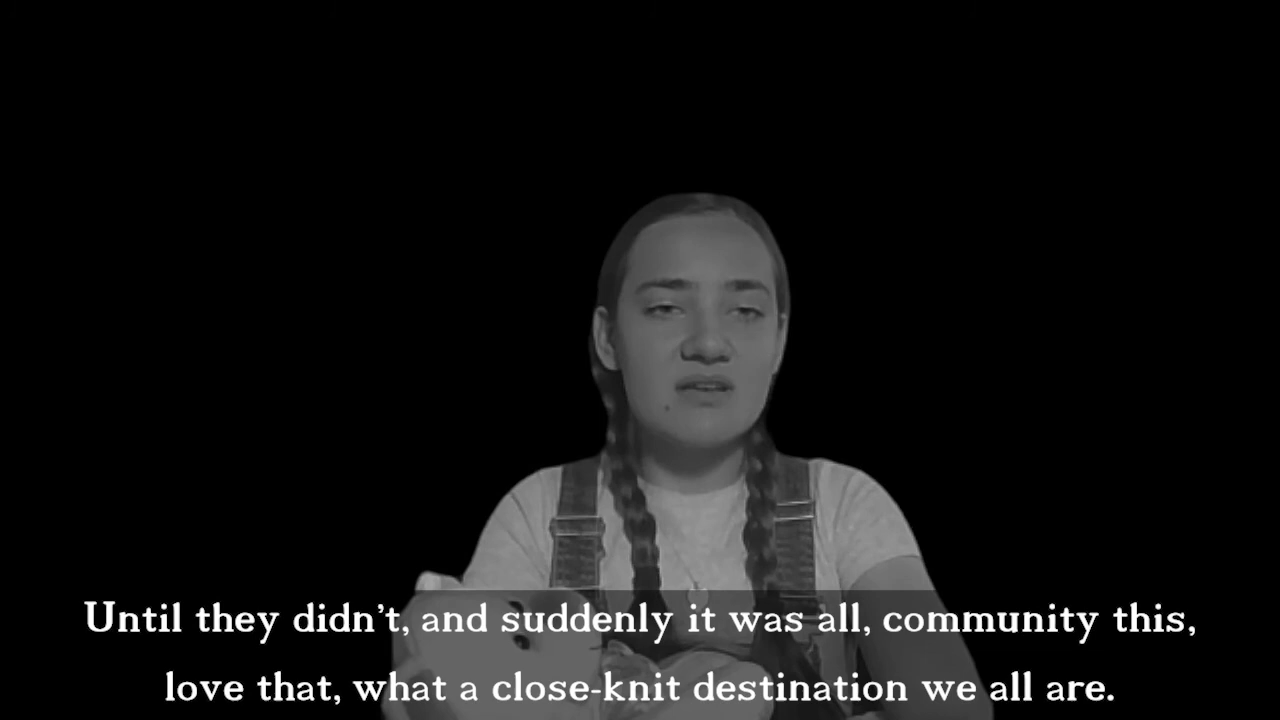 Until they didn't, and suddenly it was all, community this,
love that, what a close-knit destination we all are.